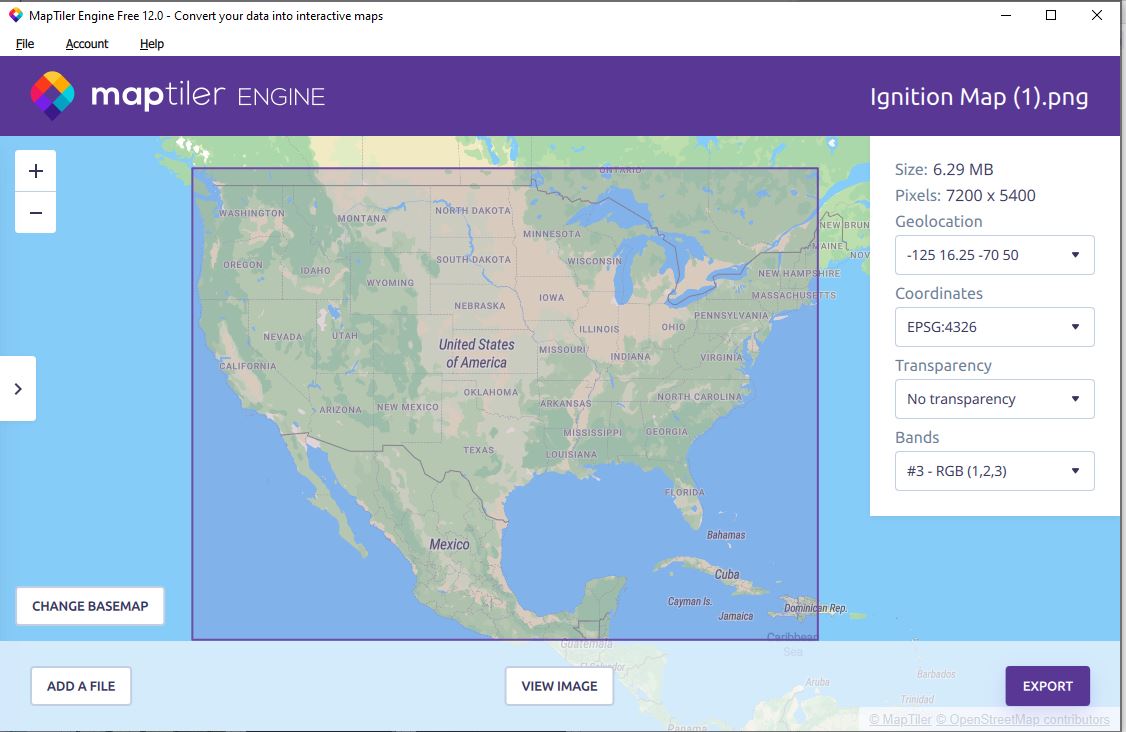 MapTiler Engine Free 12.0 - Convert your data into interactive maps
File Account Help
maptiler ENGINE
Ignition Map (1).png
+
−
Size: 6.29 MB
Pixels: 7200 x 5400
Geolocation
-125 16.25 -70 50
Coordinates
EPSG:4326
Transparency
No transparency
Bands
#3 - RGB (1,2,3)
ONTARIO
WASHINGTON
MONTANA
NORTH DAKOTA
MINNESOTA
NEW BRUN
MAINE
NOV
OREGON
IDAHO
SOUTH DAKOTA
WISCONSIN
WYOMING
NEW HAMPSHIRE
MASSACHUSETTS
NEBRASKA
IOWA
PENNSYLVANIA
NEVADA
UTAH
ILLINOIS
OHIO
United States
of America
MISSOURI
INDIANA
VIRGINIA
CALIFORNIA
OKLAHOMA
ARKANSAS
NORTH CAROLINA
ARIZONA
NEW MEXICO
MISSISSIPPI
GEORGIA
TEXAS
LOUISIANA
FLORIDA
Bahamas
Mexico
Cuba
Cayman Is.
Jamaica
Dominican Rep.
Caribbean
Sea
Guatemala
El Salvador
Aruba
Barbados
Trinidad
Panama
CHANGE BASEMAP
ADD A FILE
VIEW IMAGE
EXPORT
© MapTiler © OpenStreetMap contributors